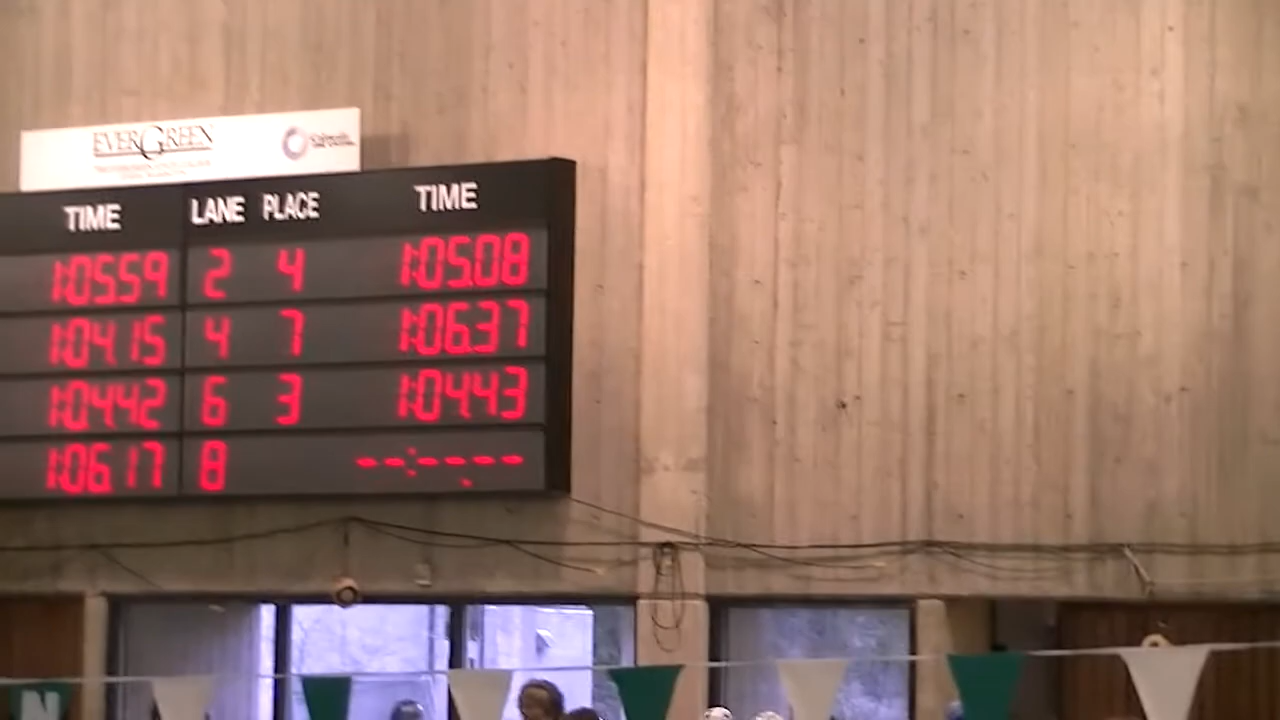 EVERGREEN
TIME LANE PLACE TIME
1:05.59 2 4 1:05.08
1:04.15 4 7 1:06.37
1:04.42 6 3 1:04.43
1:06.17 8 --:--.--
N